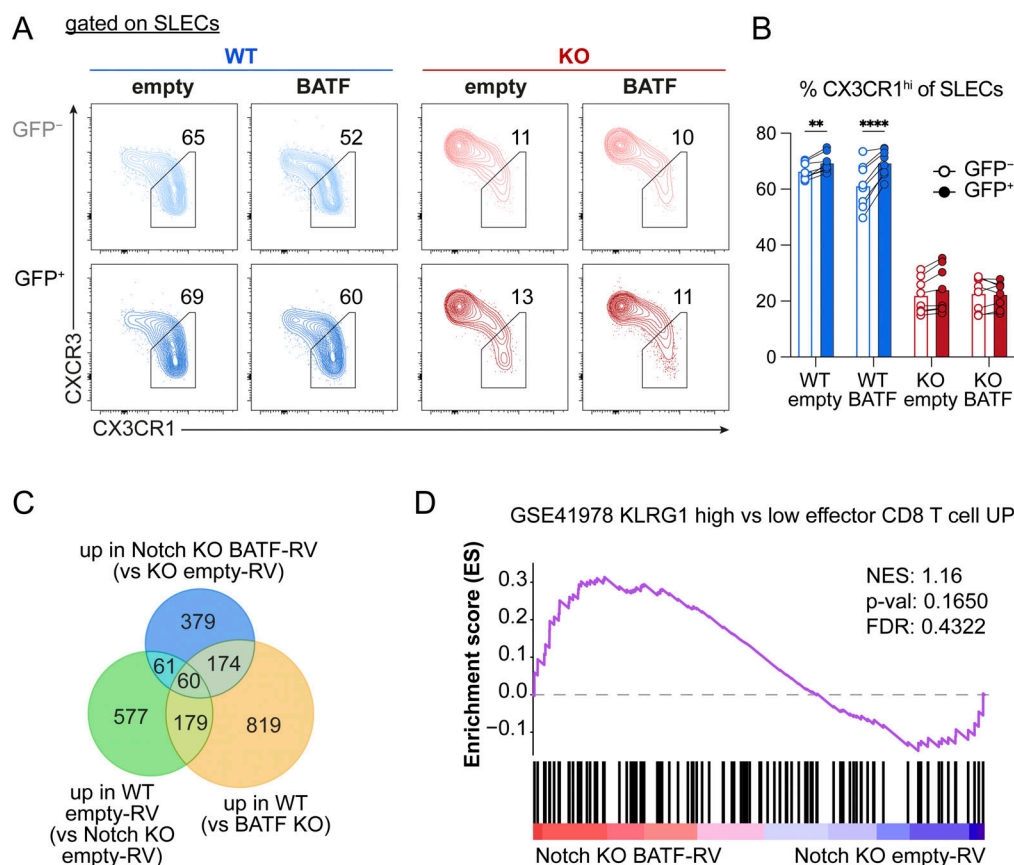 A
gated on SLECs
WT
KO
empty
BATF
empty
BATF
GFP⁻
65
52
11
10
GFP⁺
69
60
13
11
CXCR3
CX3CR1
B
% CX3CR1ʰⁱ of SLECs
**
****
GFP⁻
GFP⁺
80
60
40
20
0
WT
empty
WT
BATF
KO
empty
KO
BATF
C
up in Notch KO BATF-RV
(vs KO empty-RV)
379
61
174
60
577
179
819
up in WT
empty-RV
(vs Notch KO
empty-RV)
up in WT
(vs BATF KO)
D
GSE41978 KLRG1 high vs low effector CD8 T cell UP
Enrichment score (ES)
0.3
0.2
0.1
0.0
−0.1
NES: 1.16
p-val: 0.1650
FDR: 0.4322
Notch KO BATF-RV
Notch KO empty-RV